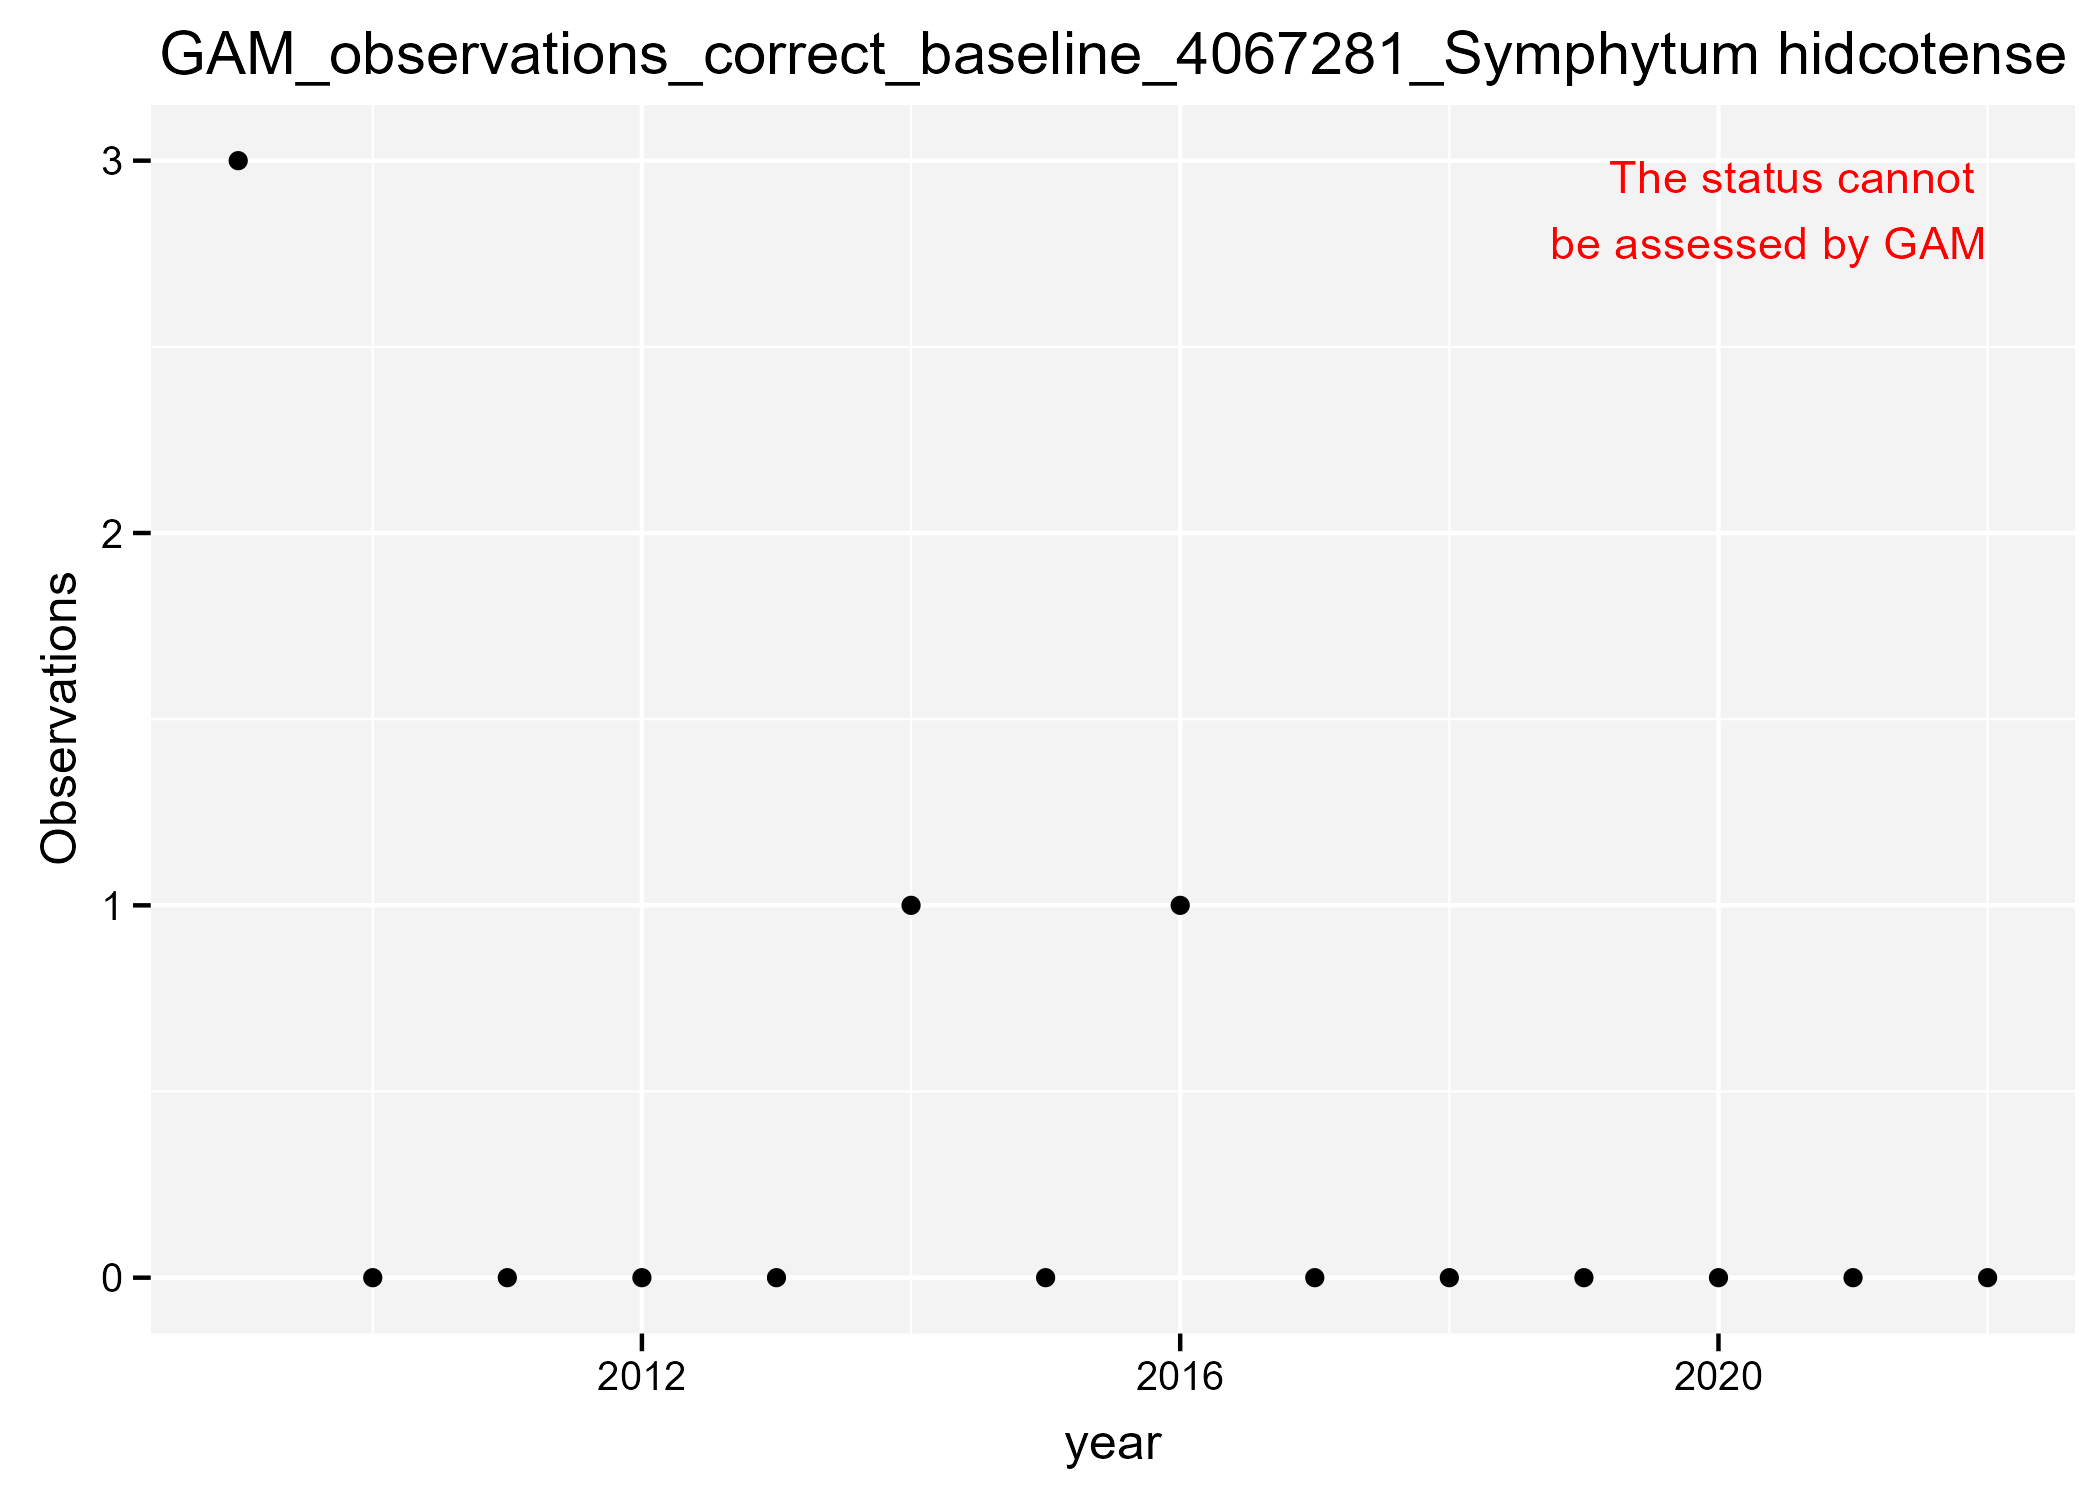 GAM_observations_correct_baseline_4067281_Symphytum hidcotense
The status cannot
be assessed by GAM
3
2
1
0
Observations
2012
2016
2020
year